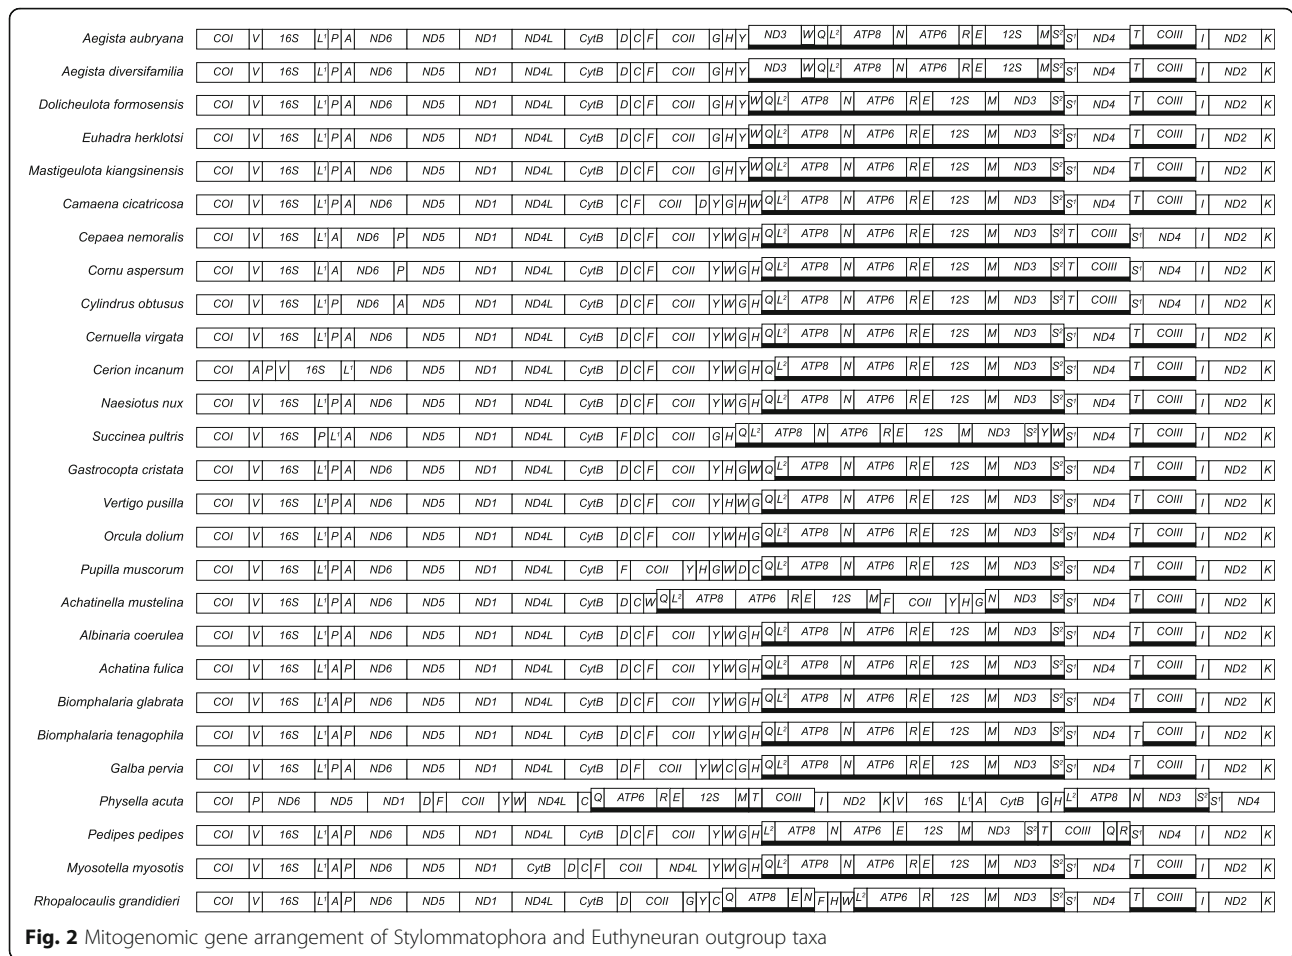 Aegista aubryana COI V 16S L¹ P A ND6 ND5 ND1 ND4L CytB D C F COII G H Y ND3 W Q L² ATP8 N ATP6 R E 12S M S² S¹ ND4 T COIII I ND2 K
Aegista diversifamilia COI V 16S L¹ P A ND6 ND5 ND1 ND4L CytB D C F COII G H Y ND3 W Q L² ATP8 N ATP6 R E 12S M S² S¹ ND4 T COIII I ND2 K
Dolicheulota formosensis COI V 16S L¹ P A ND6 ND5 ND1 ND4L CytB D C F COII G H Y W Q L² ATP8 N ATP6 R E 12S M ND3 S² S¹ ND4 T COIII I ND2 K
Euhadra herklotsi COI V 16S L¹ P A ND6 ND5 ND1 ND4L CytB D C F COII G H Y W Q L² ATP8 N ATP6 R E 12S M ND3 S² S¹ ND4 T COIII I ND2 K
Mastigeulota kiangsinensis COI V 16S L¹ P A ND6 ND5 ND1 ND4L CytB D C F COII G H Y W Q L² ATP8 N ATP6 R E 12S M ND3 S² S¹ ND4 T COIII I ND2 K
Camaena cicatricosa COI V 16S L¹ P A ND6 ND5 ND1 ND4L CytB C F COII D Y G H W Q L² ATP8 N ATP6 R E 12S M ND3 S² S¹ ND4 T COIII I ND2 K
Cepaea nemoralis COI V 16S L¹ A ND6 P ND5 ND1 ND4L CytB D C F COII Y W G H Q L² ATP8 N ATP6 R E 12S M ND3 S² T COIII S¹ ND4 I ND2 K
Cornu aspersum COI V 16S L¹ A ND6 P ND5 ND1 ND4L CytB D C F COII Y W G H Q L² ATP8 N ATP6 R E 12S M ND3 S² T COIII S¹ ND4 I ND2 K
Cylindrus obtusus COI V 16S L¹ P ND6 A ND5 ND1 ND4L CytB D C F COII Y W G H Q L² ATP8 N ATP6 R E 12S M ND3 S² T COIII S¹ ND4 I ND2 K
Cernuella virgata COI V 16S L¹ P A ND6 ND5 ND1 ND4L CytB D C F COII Y W G H Q L² ATP8 N ATP6 R E 12S M ND3 S² S¹ ND4 T COIII I ND2 K
Cerion incanum COI A P V 16S L¹ ND6 ND5 ND1 ND4L CytB D C F COII Y W G H Q L² ATP8 N ATP6 R E 12S M ND3 S² S¹ ND4 T COIII I ND2 K
Naesiotus nux COI V 16S L¹ P A ND6 ND5 ND1 ND4L CytB D C F COII Y W G H Q L² ATP8 N ATP6 R E 12S M ND3 S² S¹ ND4 T COIII I ND2 K
Succinea pultris COI V 16S P L¹ A ND6 ND5 ND1 ND4L CytB F D C COII G H Q L² ATP8 N ATP6 R E 12S M ND3 S² Y W S¹ ND4 T COIII I ND2 K
Gastrocopta cristata COI V 16S L¹ P A ND6 ND5 ND1 ND4L CytB D C F COII Y H G W Q L² ATP8 N ATP6 R E 12S M ND3 S² S¹ ND4 T COIII I ND2 K
Vertigo pusilla COI V 16S L¹ P A ND6 ND5 ND1 ND4L CytB D C F COII Y H W G Q L² ATP8 N ATP6 R E 12S M ND3 S² S¹ ND4 T COIII I ND2 K
Orcula dolium COI V 16S L¹ P A ND6 ND5 ND1 ND4L CytB D C F COII Y W H G Q L² ATP8 N ATP6 R E 12S M ND3 S² S¹ ND4 T COIII I ND2 K
Pupilla muscorum COI V 16S L¹ P A ND6 ND5 ND1 ND4L CytB F COII Y H G W D C Q L² ATP8 N ATP6 R E 12S M ND3 S² S¹ ND4 T COIII I ND2 K
Achatinella mustelina COI V 16S L¹ P A ND6 ND5 ND1 ND4L CytB D C W Q L² ATP8 ATP6 R E 12S M F COII Y H G N ND3 S² S¹ ND4 T COIII I ND2 K
Albinaria coerulea COI V 16S L¹ P A ND6 ND5 ND1 ND4L CytB D C F COII Y W G H Q L² ATP8 N ATP6 R E 12S M ND3 S² S¹ ND4 T COIII I ND2 K
Achatina fulica COI V 16S L¹ A P ND6 ND5 ND1 ND4L CytB D C F COII Y W G H Q L² ATP8 N ATP6 R E 12S M ND3 S² S¹ ND4 T COIII I ND2 K
Biomphalaria glabrata COI V 16S L¹ A P ND6 ND5 ND1 ND4L CytB D C F COII Y W G H Q L² ATP8 N ATP6 R E 12S M ND3 S² S¹ ND4 T COIII I ND2 K
Biomphalaria tenagophila COI V 16S L¹ A P ND6 ND5 ND1 ND4L CytB D C F COII Y W G H Q L² ATP8 N ATP6 R E 12S M ND3 S² S¹ ND4 T COIII I ND2 K
Galba pervia COI V 16S L¹ P A ND6 ND5 ND1 ND4L CytB D F COII Y W C G H Q L² ATP8 N ATP6 R E 12S M ND3 S² S¹ ND4 T COIII I ND2 K
Physella acuta COI P ND6 ND5 ND1 D F COII Y W ND4L C Q ATP6 R E 12S M T COIII I ND2 K V 16S L¹ A CytB G H L² ATP8 N ND3 S² S¹ ND4
Pedipes pedipes COI V 16S L¹ A P ND6 ND5 ND1 ND4L CytB D C F COII Y W G H L² ATP8 N ATP6 E 12S M ND3 S² T COIII Q R S¹ ND4 I ND2 K
Myosotella myosotis COI V 16S L¹ A P ND6 ND5 ND1 CytB D C F COII ND4L Y W G H Q L² ATP8 N ATP6 R E 12S M ND3 S² S¹ ND4 T COIII I ND2 K
Rhopalocaulis grandidieri COI V 16S L¹ A P ND6 ND5 ND1 ND4L CytB D COII G Y C Q ATP8 E N F H W L² ATP6 R 12S M ND3 S² S¹ ND4 T COIII I ND2 K
Fig. 2 Mitogenomic gene arrangement of Stylommatophora and Euthyneuran outgroup taxa